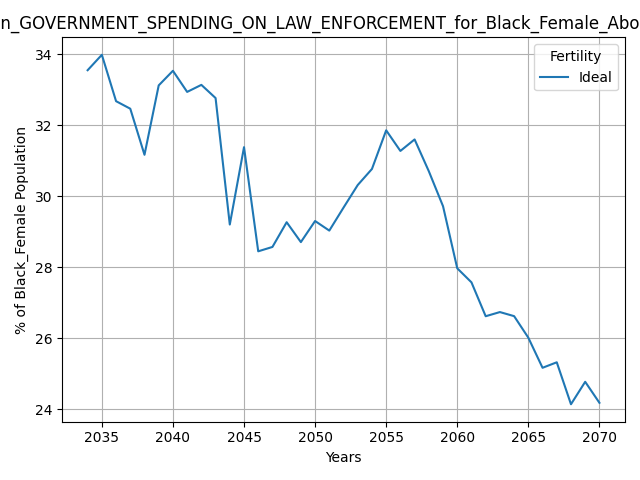 n_GOVERNMENT_SPENDING_ON_LAW_ENFORCEMENT_for_Black_Female_Abo
Fertility
Ideal
% of Black_Female Population
34
32
30
28
26
24
2035 2040 2045 2050 2055 2060 2065 2070
Years